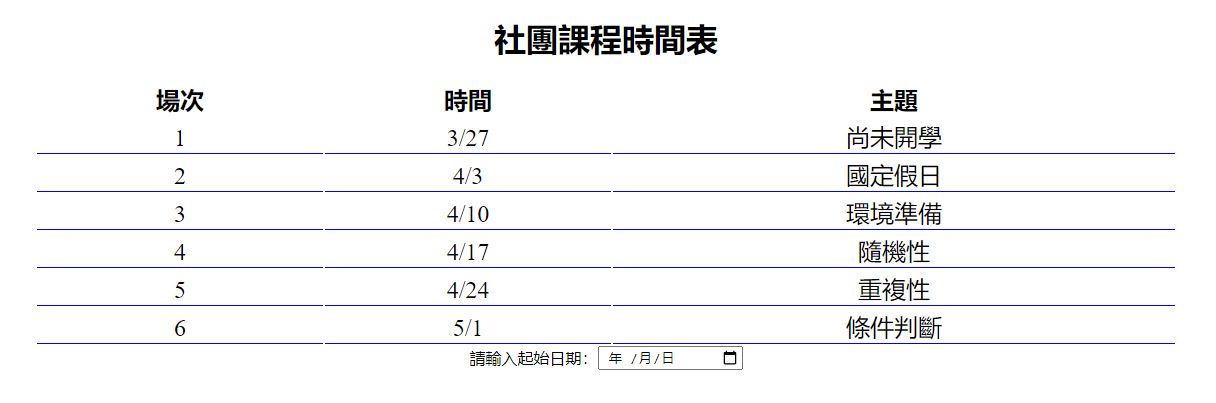 社團課程時間表
場次 時間 主題
1 3/27 尚未開學
2 4/3 國定假日
3 4/10 環境準備
4 4/17 隨機性
5 4/24 重複性
6 5/1 條件判斷
請輸入起始日期： 年 /月/日